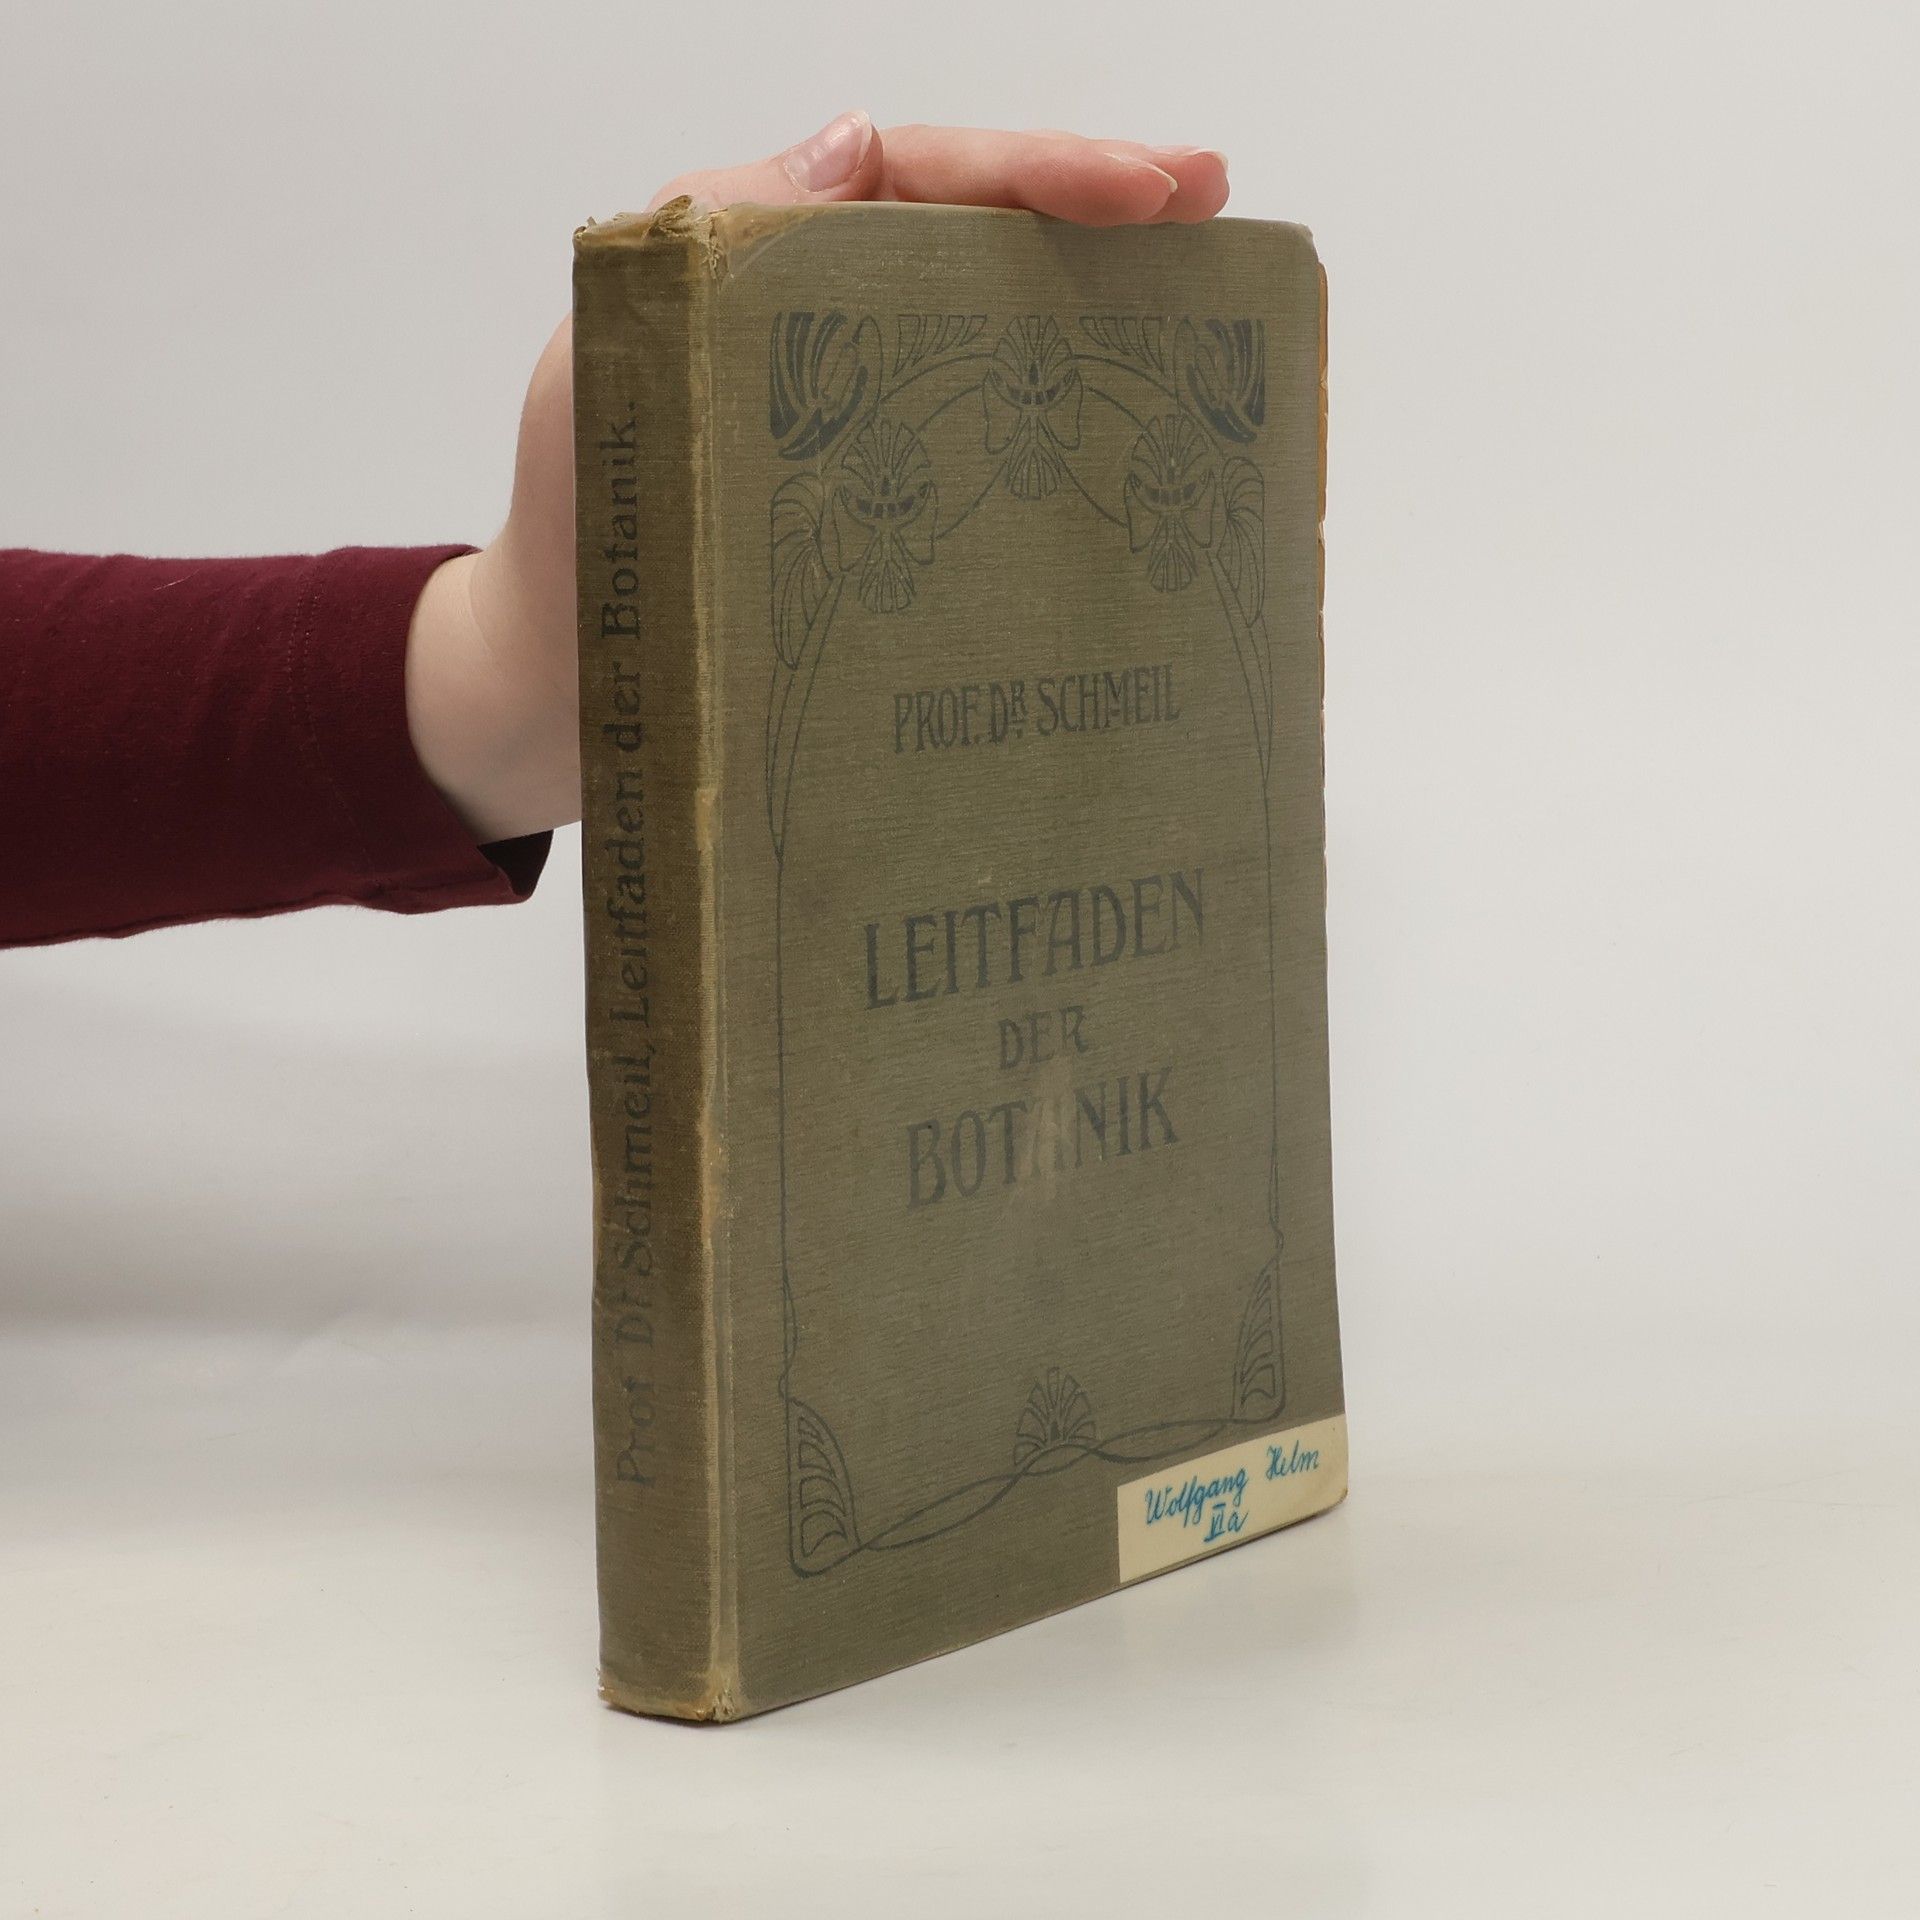 Prof. Dr. Schmeil, Leitfaden der Botanik.
PROF. DR. SCHMEIL
LEITFADEN
DER
BOTANIK
Wolfgang Helm
VIa